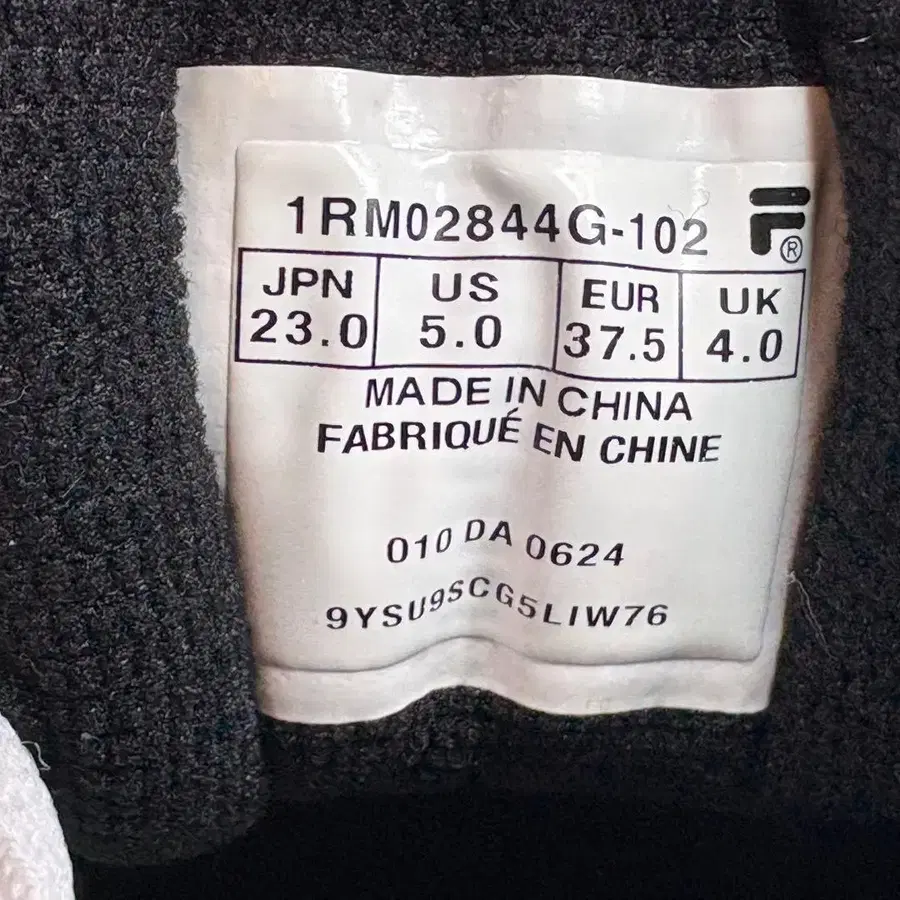 1RM02844G-102
F®
JPN US EUR UK
23.0 5.0 37.5 4.0
MADE IN CHINA
FABRIQUÉ EN CHINE
010 DA 0624
9YSU9SCG5LIW76